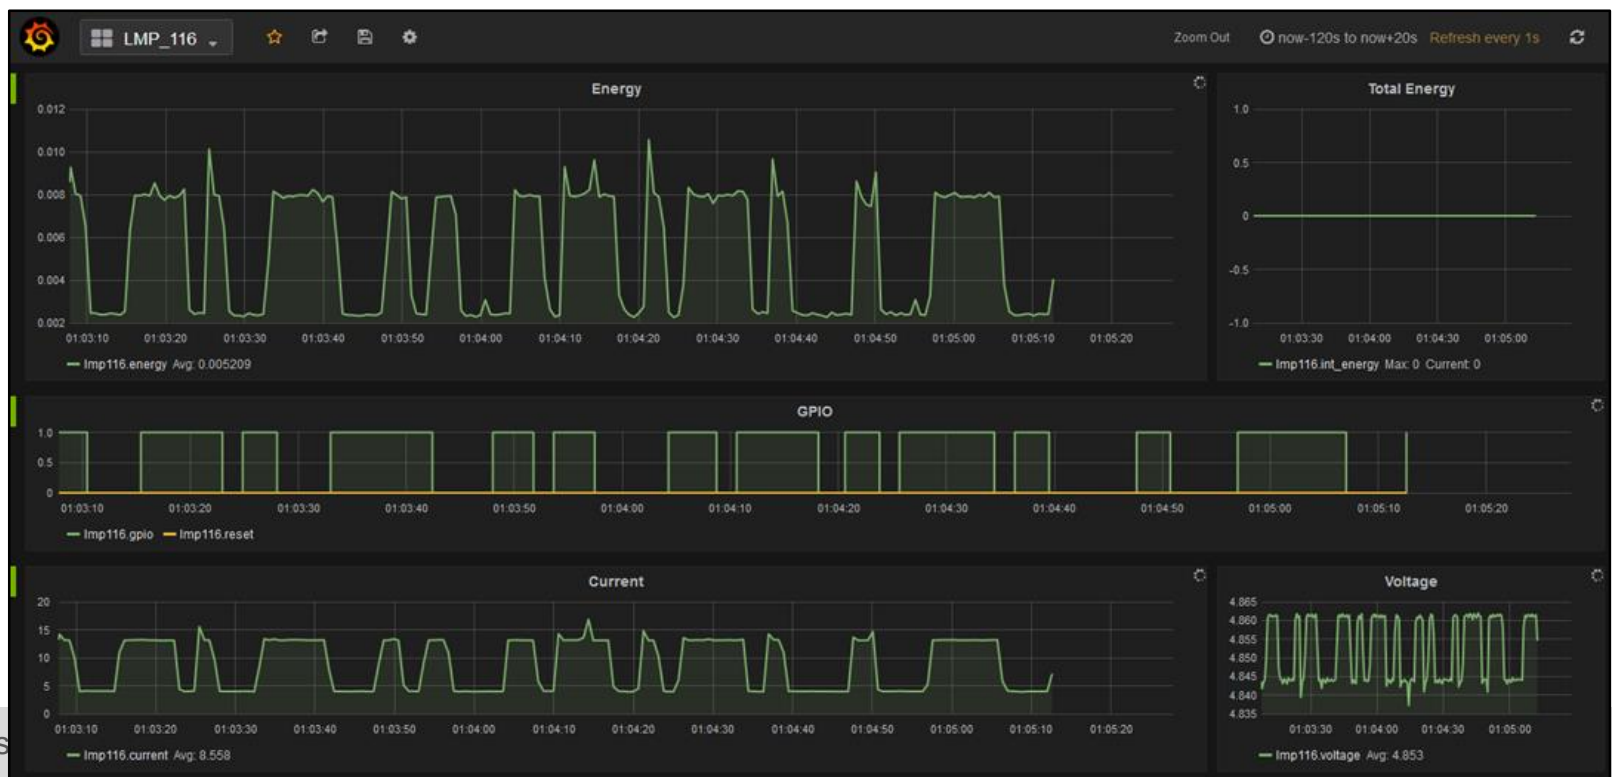 LMP_116
Zoom Out now-120s to now+20s Refresh every 1s
Energy
0.012
0.010
0.008
0.006
0.004
0.002
01:03:10 01:03:20 01:03:30 01:03:40 01:03:50 01:04:00 01:04:10 01:04:20 01:04:30 01:04:40 01:04:50 01:05:00 01:05:10 01:05:20
lmp116.energy Avg: 0.005209
Total Energy
1.0
0.5
0
-0.5
-1.0
01:03:30 01:04:00 01:04:30 01:05:00
lmp116.int_energy Max: 0 Current: 0
GPIO
1.0
0.5
0
01:03:10 01:03:20 01:03:30 01:03:40 01:03:50 01:04:00 01:04:10 01:04:20 01:04:30 01:04:40 01:04:50 01:05:00 01:05:10 01:05:20
lmp116.gpio lmp116.reset
Current
20
15
10
5
0
01:03:10 01:03:20 01:03:30 01:03:40 01:03:50 01:04:00 01:04:10 01:04:20 01:04:30 01:04:40 01:04:50 01:05:00 01:05:10 01:05:20
lmp116.current Avg: 8.558
Voltage
4.865
4.860
4.855
4.850
4.845
4.840
4.835
01:03:30 01:04:00 01:04:30 01:05:00
lmp116.voltage Avg: 4.853